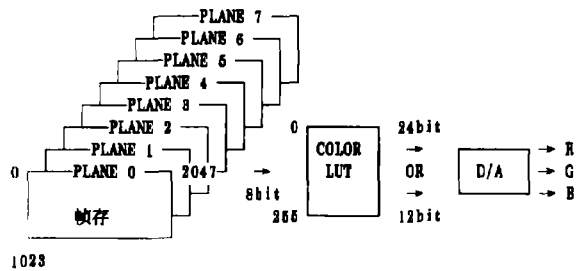 PLANE 7
PLANE 6
PLANE 5
PLANE 4
PLANE 3
PLANE 2
PLANE 1
0 PLANE 0 2047
帧存
1023
8bit
0
COLOR
LUT
255
24bit
OR
12bit
D/A
R
G
B